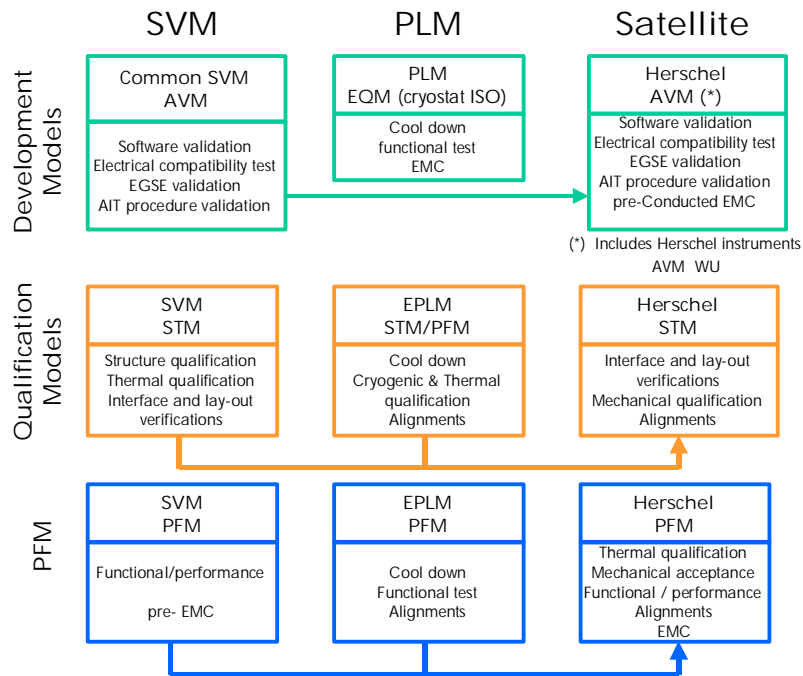 SVM
PLM
Satellite
Development
Models
Common SVM
AVM
Software validation
Electrical compatibility test
EGSE validation
AIT procedure validation
PLM
EQM (cryostat ISO)
Cool down
functional test
EMC
Herschel
AVM (*)
Software validation
Electrical compatibility test
EGSE validation
AIT procedure validation
pre-Conducted EMC
(*) Includes Herschel instruments
AVM WU
Qualification
Models
SVM
STM
Structure qualification
Thermal qualification
Interface and lay-out
verifications
EPLM
STM/PFM
Cool down
Cryogenic & Thermal
qualification
Alignments
Herschel
STM
Interface and lay-out
verifications
Mechanical qualification
Alignments
PFM
SVM
PFM
Functional/performance
pre- EMC
EPLM
PFM
Cool down
Functional test
Alignments
Herschel
PFM
Thermal qualification
Mechanical acceptance
Functional / performance
Alignments
EMC